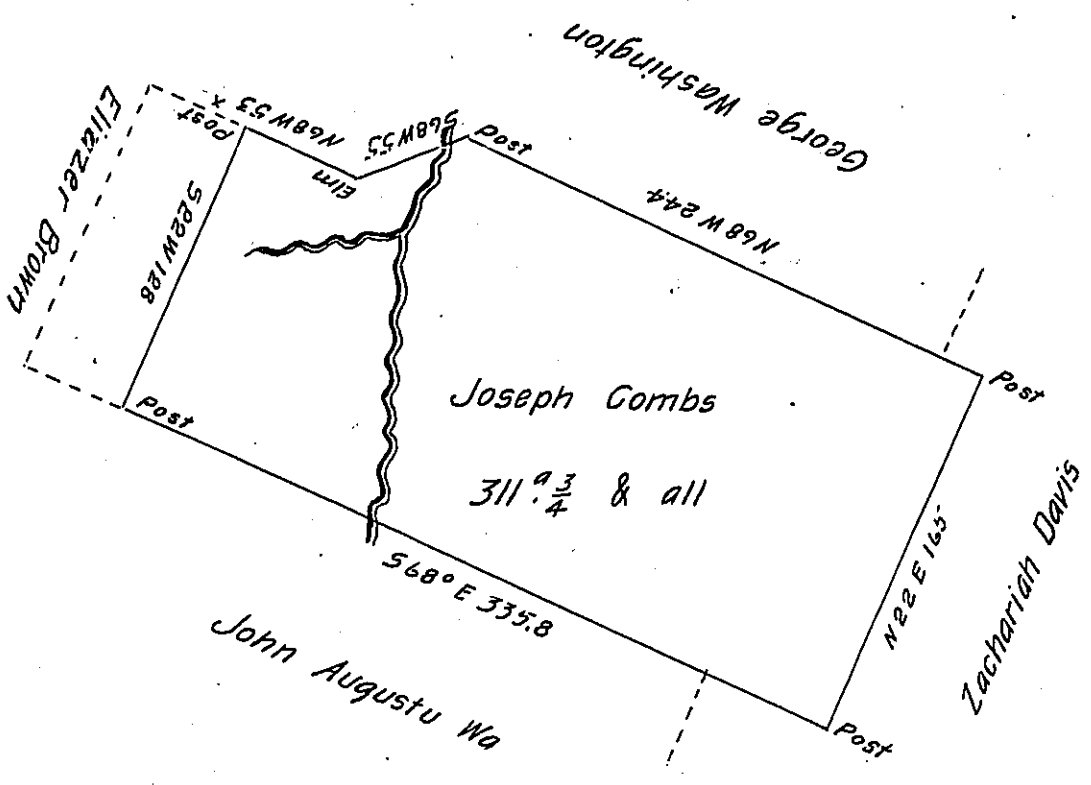 George Washington
Eliazer Brown
x
Post
N68W53
Elm
S68W55
Post
N68W244
Post
S22W128
Post
Joseph Combs
311 a. 3/4 & all
S68° E 335.8
N22E165
Post
John Augustu Wa
Zachariah Davis